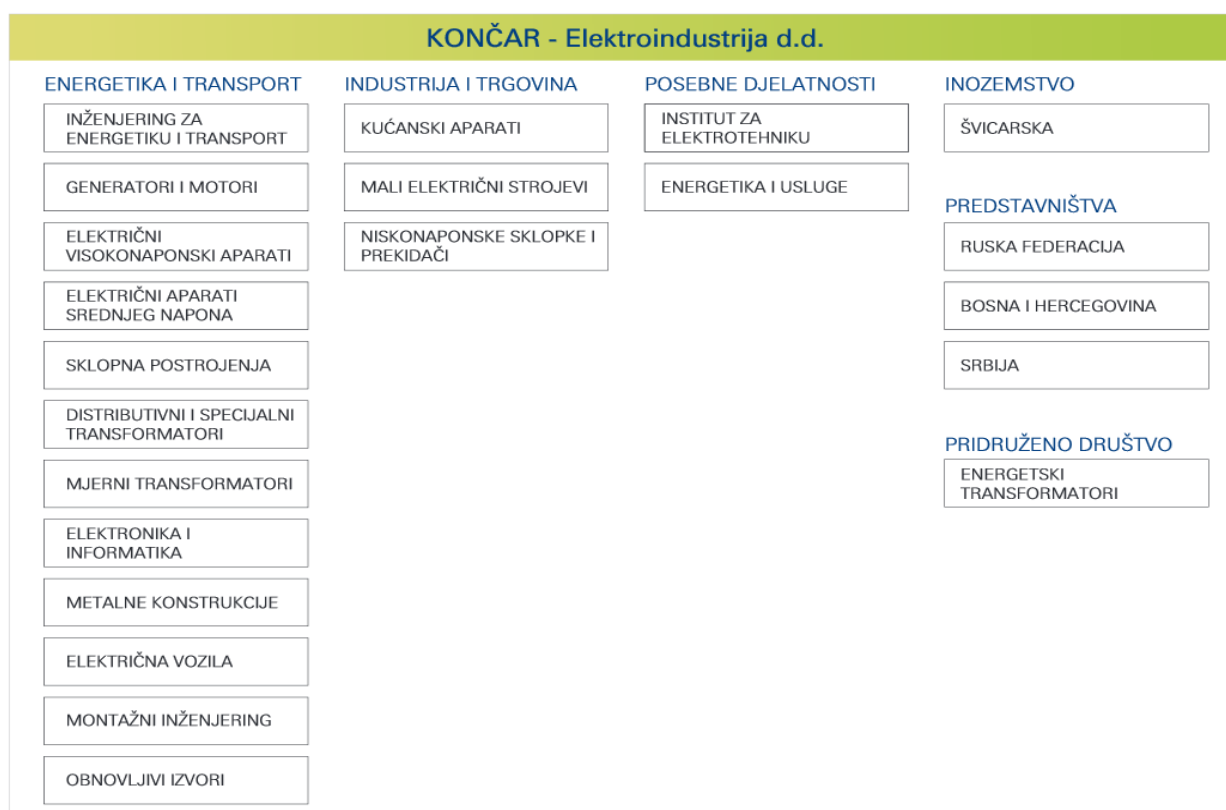 KONČAR - Elektroindustrija d.d.
ENERGETIKA I TRANSPORT
INŽENJERING ZA
ENERGETIKU I TRANSPORT
GENERATORI I MOTORI
ELEKTRIČNI
VISOKONAPONSKI APARATI
ELEKTRIČNI APARATI
SREDNJEG NAPONA
SKLOPNA POSTROJENJA
DISTRIBUTIVNI I SPECIJALNI
TRANSFORMATORI
MJERNI TRANSFORMATORI
ELEKTRONIKA I
INFORMATIKA
METALNE KONSTRUKCIJE
ELEKTRIČNA VOZILA
MONTAŽNI INŽENJERING
OBNOVLJIVI IZVORI
INDUSTRIJA I TRGOVINA
KUĆANSKI APARATI
MALI ELEKTRIČNI STROJEVI
NISKONAPONSKE SKLOPKE I
PREKIDAČI
POSEBNE DJELATNOSTI
INSTITUT ZA
ELEKTROTEHNIKU
ENERGETIKA I USLUGE
INOZEMSTVO
ŠVICARSKA
PREDSTAVNIŠTVA
RUSKA FEDERACIJA
BOSNA I HERCEGOVINA
SRBIJA
PRIDRUŽENO DRUŠTVO
ENERGETSKI
TRANSFORMATORI